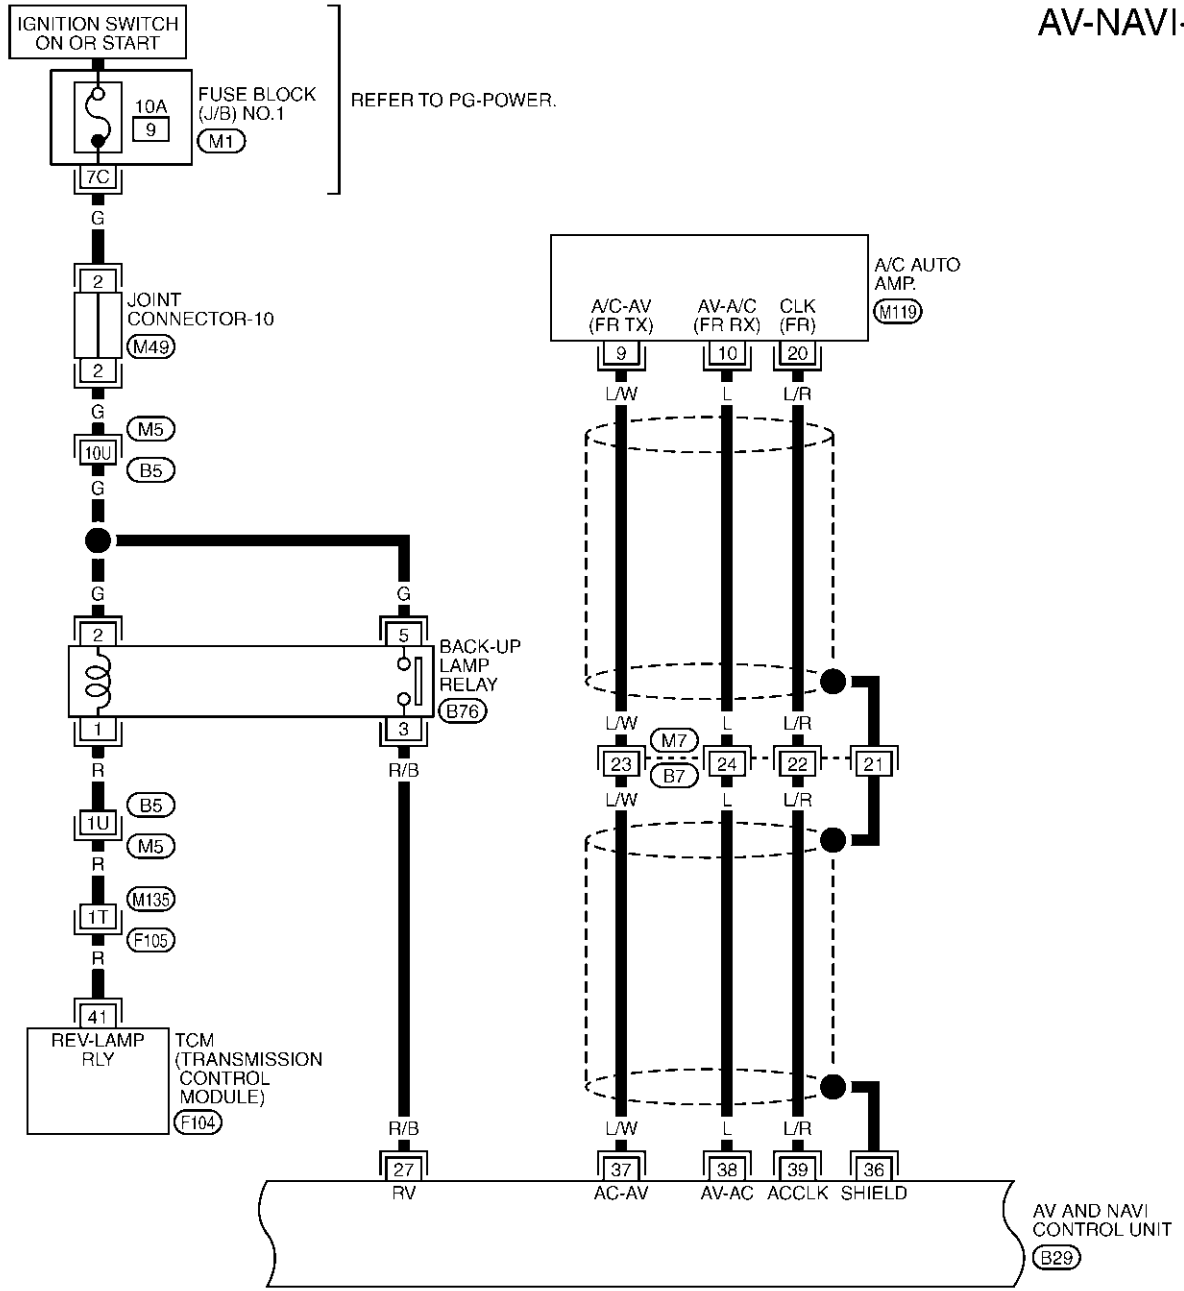 AV-NAVI-
IGNITION SWITCH
ON OR START
10A
9
FUSE BLOCK
(J/B) NO.1
M1
REFER TO PG-POWER.
7C
G
2
JOINT
CONNECTOR-10
M49
2
G
M5
10U
B5
G
G
G
2
5
BACK-UP
LAMP
RELAY
B76
1
3
R
R/B
B5
1U
M5
R
M135
1T
F105
R
41
REV-LAMP
RLY
TCM
(TRANSMISSION
CONTROL
MODULE)
F104
R/B
27
RV
A/C AUTO
AMP.
M119
A/C-AV
(FR TX)
AV-A/C
(FR RX)
CLK
(FR)
9
10
20
L/W
L
L/R
L/W
L
L/R
M7
23
24
22
21
B7
L/W
L
L/R
L/W
L
L/R
37
38
39
36
AC-AV
AV-AC
ACCLK
SHIELD
AV AND NAVI
CONTROL UNIT
B29